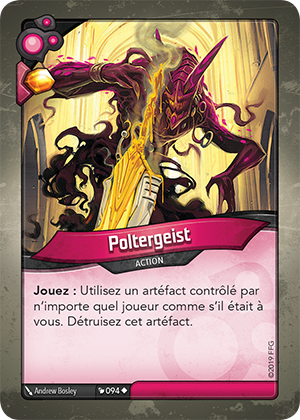 Poltergeist
ACTION
Jouez : Utilisez un artéfact contrôlé par
n'importe quel joueur comme s'il était à
vous. Détruisez cet artéfact.
©2019 FFG
Andrew Bosley
094